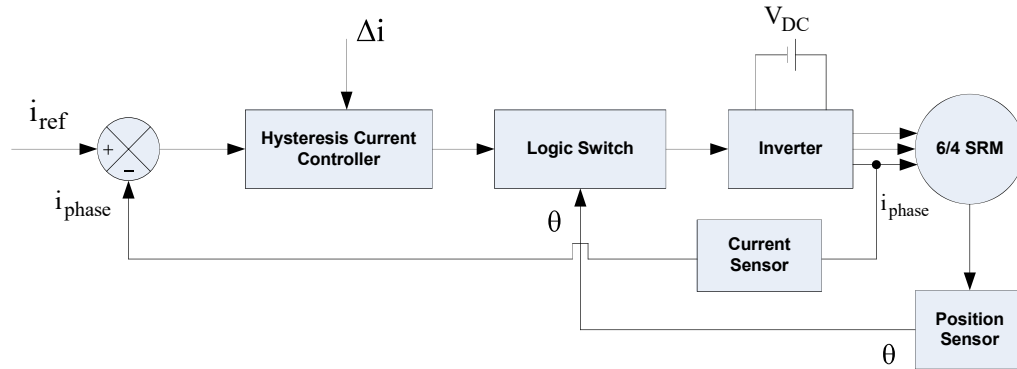 V_DC
Δi
i_ref
+
−
i_phase
Hysteresis Current
Controller
Logic Switch
Inverter
6/4 SRM
i_phase
θ
Current
Sensor
Position
Sensor
θ